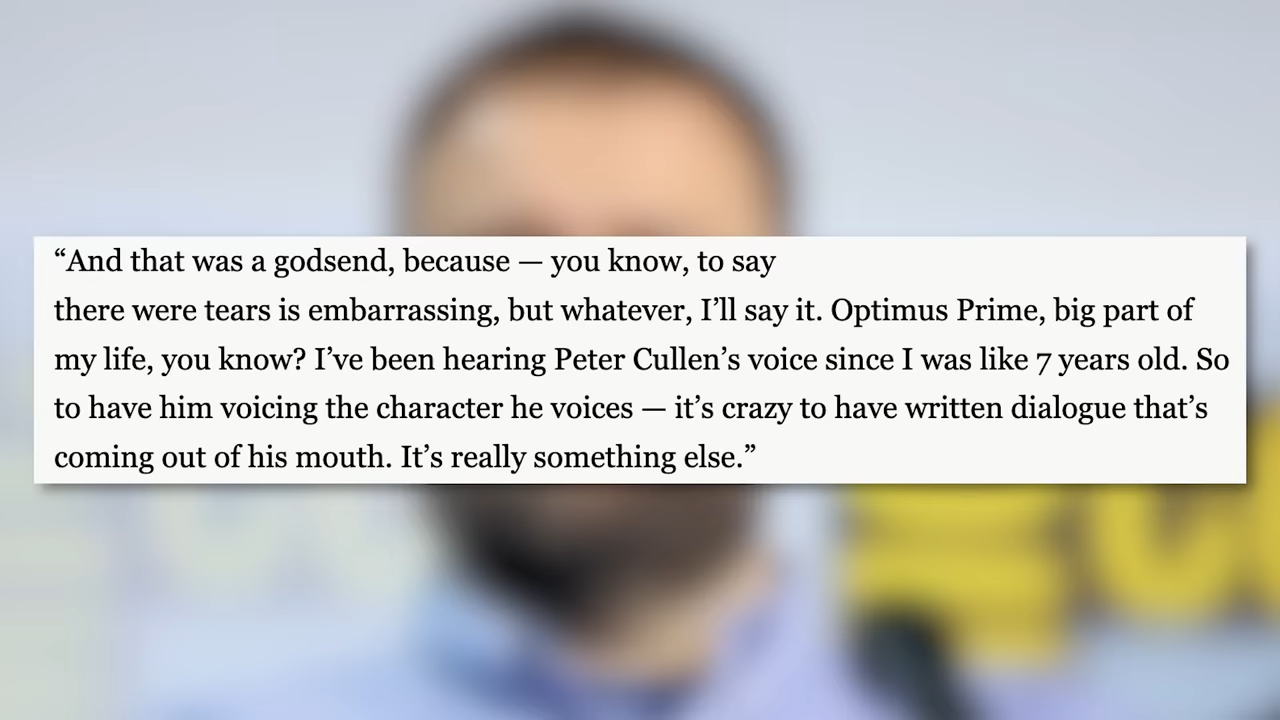 “And that was a godsend, because — you know, to say
there were tears is embarrassing, but whatever, I’ll say it. Optimus Prime, big part of
my life, you know? I’ve been hearing Peter Cullen’s voice since I was like 7 years old. So
to have him voicing the character he voices — it’s crazy to have written dialogue that’s
coming out of his mouth. It’s really something else.”